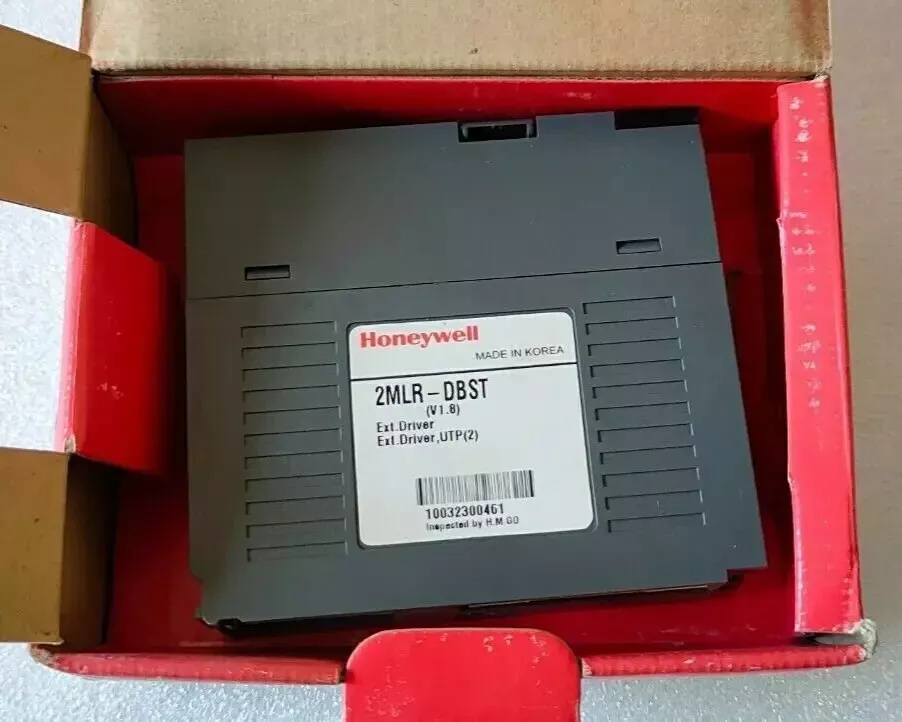 Honeywell
MADE IN KOREA
2MLR-DBST
(V1.8)
Ext.Driver
Ext.Driver,UTP(2)
10032300461
Inspected by H.M.GO